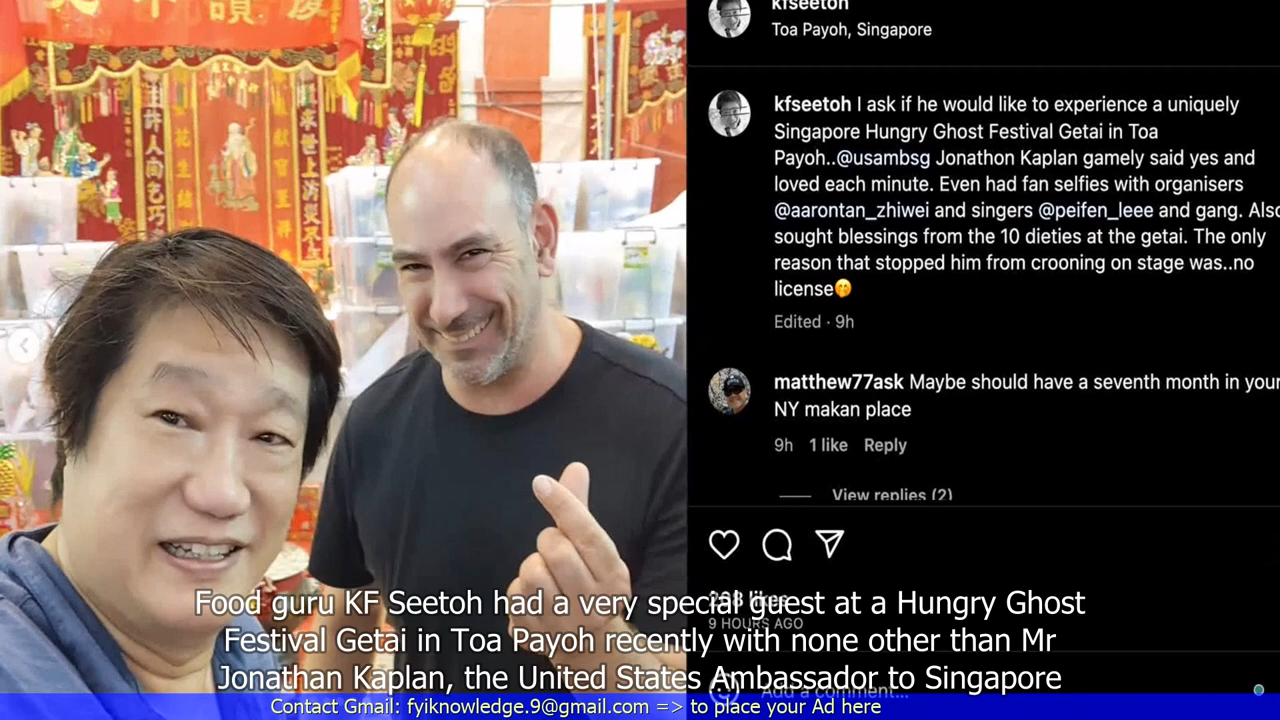 kfseetoh
Toa Payoh, Singapore
kfseetoh I ask if he would like to experience a uniquely
Singapore Hungry Ghost Festival Getai in Toa
Payoh..@usambsg Jonathon Kaplan gamely said yes and
loved each minute. Even had fan selfies with organisers
@aarontan_zhiwei and singers @peifen_leee and gang. Also
sought blessings from the 10 dieties at the getai. The only
reason that stopped him from crooning on stage was..no
license🤭
Edited · 9h
matthew77ask Maybe should have a seventh month in your
NY makan place
9h 1 like Reply
View replies (2)
likes
9 HOURS AGO
Add a comment...
Food guru KF Seetoh had a very special guest at a Hungry Ghost
Festival Getai in Toa Payoh recently with none other than Mr
Jonathan Kaplan, the United States Ambassador to Singapore
Contact Gmail: fyiknowledge.9@gmail.com => to place your Ad here